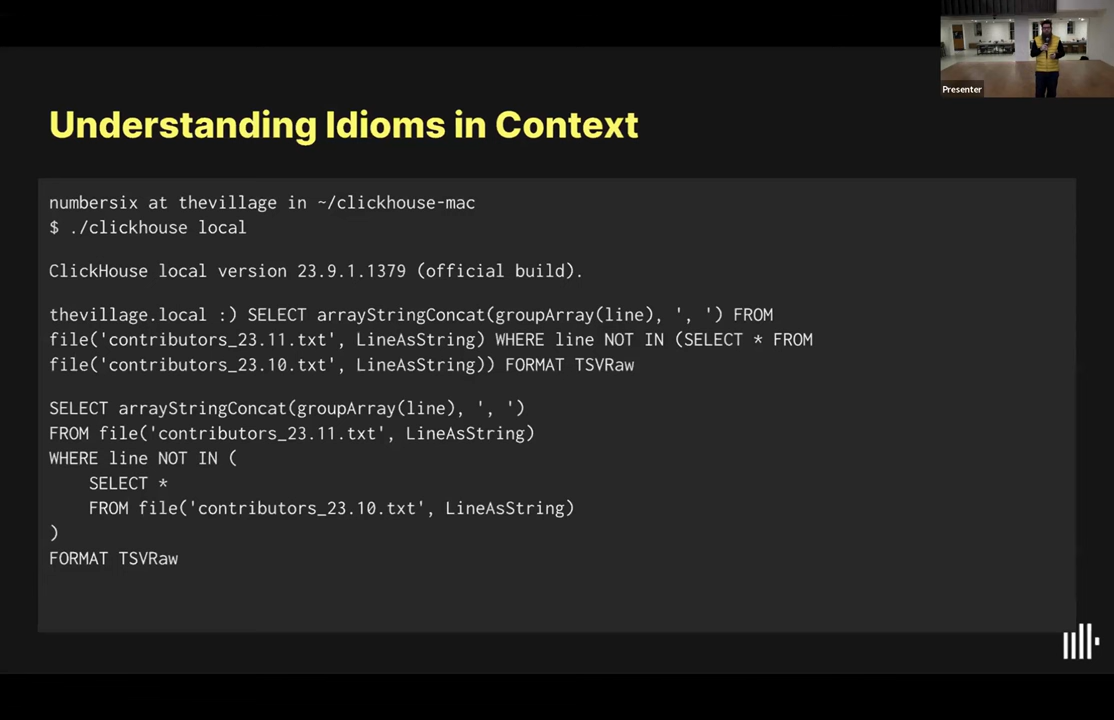 Presenter
Understanding Idioms in Context
numbersix at thevillage in ~/clickhouse-mac
$ ./clickhouse local
ClickHouse local version 23.9.1.1379 (official build).
thevillage.local :) SELECT arrayStringConcat(groupArray(line), ', ') FROM
file('contributors_23.11.txt', LineAsString) WHERE line NOT IN (SELECT * FROM
file('contributors_23.10.txt', LineAsString)) FORMAT TSVRaw
SELECT arrayStringConcat(groupArray(line), ', ')
FROM file('contributors_23.11.txt', LineAsString)
WHERE line NOT IN (
    SELECT *
    FROM file('contributors_23.10.txt', LineAsString)
)
FORMAT TSVRaw